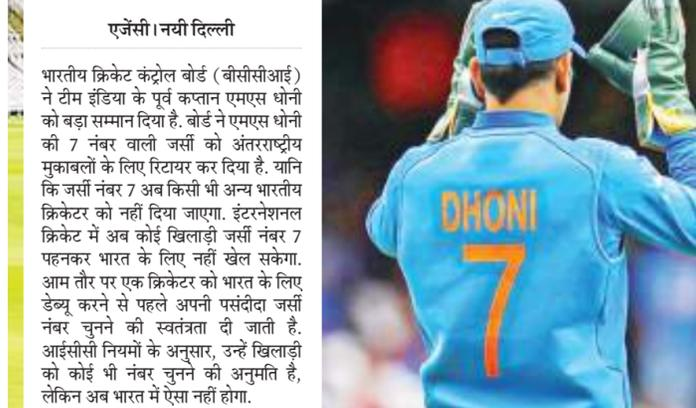 एजेंसी। नयी दिल्ली
भारतीय क्रिकेट कंट्रोल बोर्ड (बीसीसीआई)
ने टीम इंडिया के पूर्व कप्तान एमएस धोनी
को बड़ा सम्मान दिया है. बोर्ड ने एमएस धोनी
की 7 नंबर वाली जर्सी को अंतरराष्ट्रीय
मुकाबलों के लिए रिटायर कर दिया है. यानि
कि जर्सी नंबर 7 अब किसी भी अन्य भारतीय
क्रिकेटर को नहीं दिया जाएगा. इंटरनेशनल
क्रिकेट में अब कोई खिलाड़ी जर्सी नंबर 7
पहनकर भारत के लिए नहीं खेल सकेगा.
आम तौर पर एक क्रिकेटर को भारत के लिए
डेब्यू करने से पहले अपनी पसंदीदा जर्सी
नंबर चुनने की स्वतंत्रता दी जाती है.
आईसीसी नियमों के अनुसार, उन्हें खिलाड़ी
को कोई भी नंबर चुनने की अनुमति है,
लेकिन अब भारत में ऐसा नहीं होगा.
DHONI
7